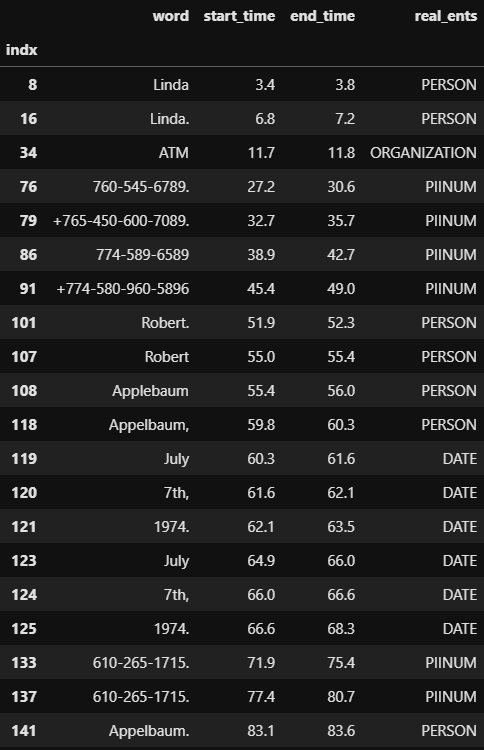 word start_time end_time real_ents
indx
8 Linda 3.4 3.8 PERSON
16 Linda. 6.8 7.2 PERSON
34 ATM 11.7 11.8 ORGANIZATION
76 760-545-6789. 27.2 30.6 PIINUM
79 +765-450-600-7089. 32.7 35.7 PIINUM
86 774-589-6589 38.9 42.7 PIINUM
91 +774-580-960-5896 45.4 49.0 PIINUM
101 Robert. 51.9 52.3 PERSON
107 Robert 55.0 55.4 PERSON
108 Applebaum 55.4 56.0 PERSON
118 Appelbaum, 59.8 60.3 PERSON
119 July 60.3 61.6 DATE
120 7th, 61.6 62.1 DATE
121 1974. 62.1 63.5 DATE
123 July 64.9 66.0 DATE
124 7th, 66.0 66.6 DATE
125 1974. 66.6 68.3 DATE
133 610-265-1715. 71.9 75.4 PIINUM
137 610-265-1715. 77.4 80.7 PIINUM
141 Appelbaum. 83.1 83.6 PERSON